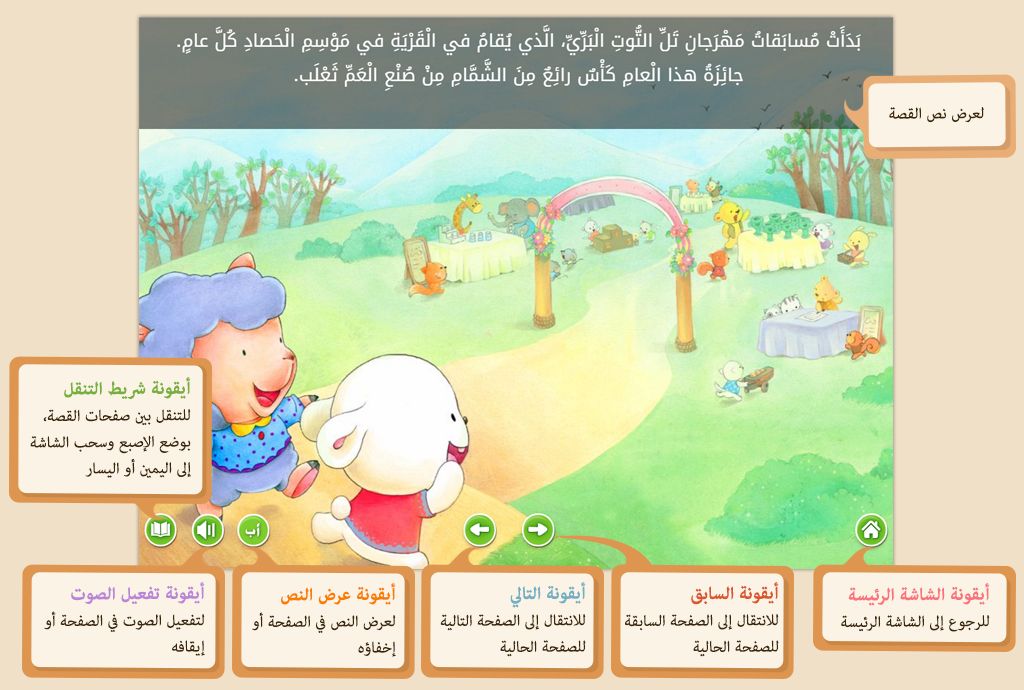 بَدَأَتْ مُسابَقاتُ مَهْرَجانِ تَلِّ التُّوتِ الْبَرِّيِّ، الَّذي يُقامُ في الْقَرْيَةِ في مَوْسِمِ الْحَصادِ كُلَّ عامٍ.
جائِزَةُ هذا الْعامِ كَأْسٌ رائِعٌ مِنَ الشَّمَّامِ مِنْ صُنْعِ الْعَمِّ ثَعْلَب.
لعرض نص القصة
أيقونة شريط التنقل
للتنقل بين صفحات القصة،
بوضع الإصبع وسحب الشاشة
إلى اليمين أو اليسار
أب
أيقونة الشاشة الرئيسة
للرجوع إلى الشاشة الرئيسة
أيقونة السابق
للانتقال إلى الصفحة السابقة
للصفحة الحالية
أيقونة التالي
للانتقال إلى الصفحة التالية
للصفحة الحالية
أيقونة عرض النص
لعرض النص في الصفحة أو
إخفاؤه
أيقونة تفعيل الصوت
لتفعيل الصوت في الصفحة أو
إيقافه